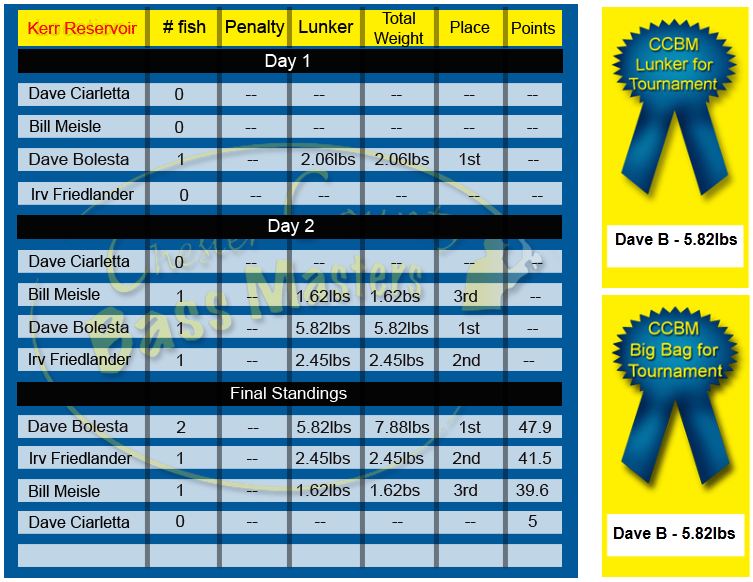 Kerr Reservoir # fish Penalty Lunker Total Weight Place Points
Day 1
Dave Ciarletta 0 -- -- -- -- --
Bill Meisle 0 -- -- -- -- --
Dave Bolesta 1 -- 2.06lbs 2.06lbs 1st --
Irv Friedlander 0 -- -- -- -- --
Day 2
Dave Ciarletta 0 -- -- -- -- --
Bill Meisle 1 -- 1.62lbs 1.62bs 3rd --
Dave Bolesta 1 -- 5.82lbs 5.82lbs 1st --
Irv Friedlander 1 -- 2.45lbs 2.45lbs 2nd --
Final Standings
Dave Bolesta 2 -- 5.82lbs 7.88lbs 1st 47.9
Irv Friedlander 1 -- 2.45lbs 2.45lbs 2nd 41.5
Bill Meisle 1 -- 1.62lbs 1.62bs 3rd 39.6
Dave Ciarletta 0 -- -- -- -- 5
Chester County
Bass Masters
CCBM
Lunker for
Tournament
Dave B - 5.82lbs
CCBM
Big Bag for
Tournament
Dave B - 5.82lbs